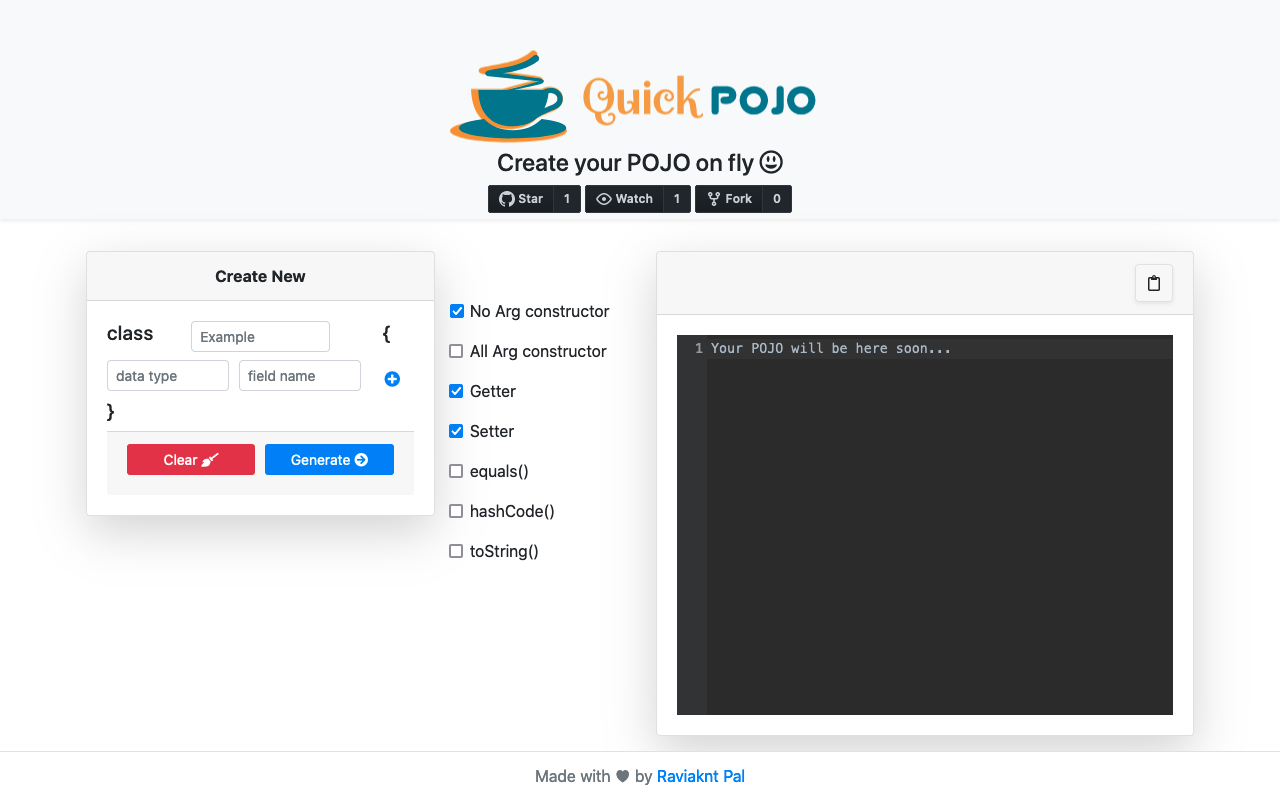 Quick POJO
Create your POJO on fly
Star 1 Watch 1 Fork 0
Create New
class Example {
data type field name
}
Clear Generate
No Arg constructor
All Arg constructor
Getter
Setter
equals()
hashCode()
toString()
1 Your POJO will be here soon...
Made with by Raviaknt Pal